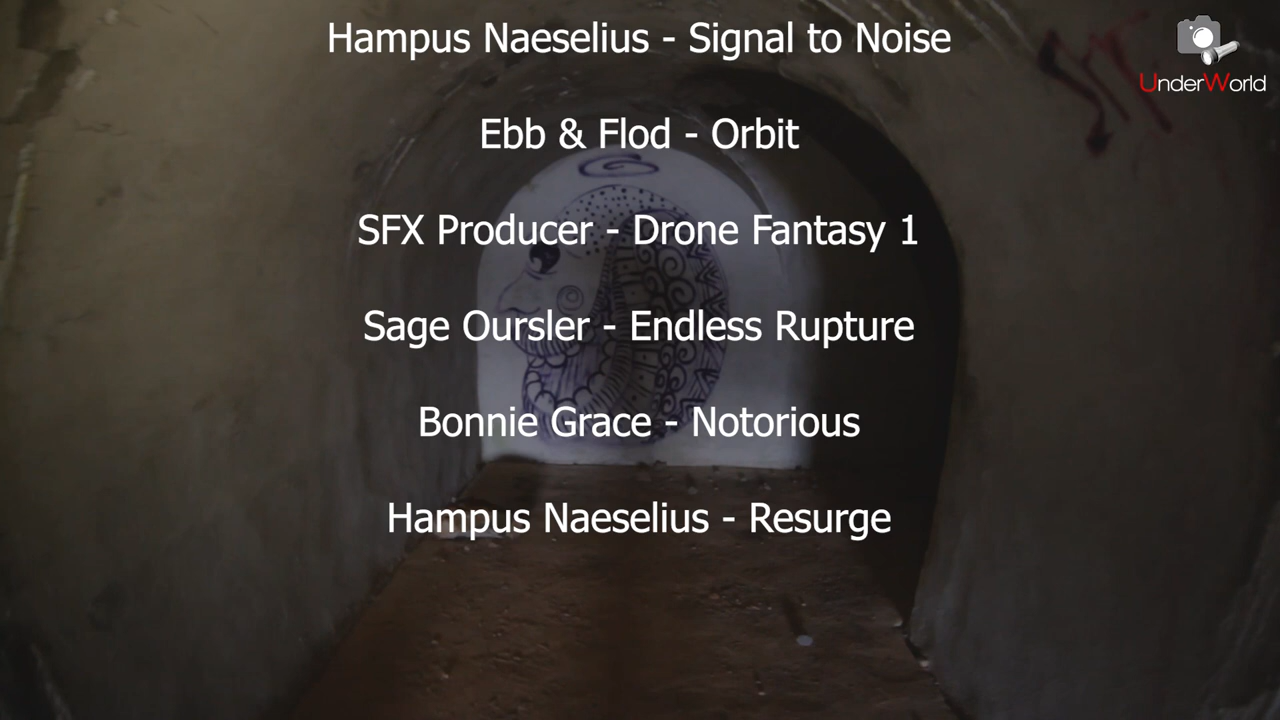 Hampus Naeselius - Signal to Noise
UnderWorld
Ebb & Flod - Orbit
SFX Producer - Drone Fantasy 1
Sage Oursler - Endless Rupture
Bonnie Grace - Notorious
Hampus Naeselius - Resurge